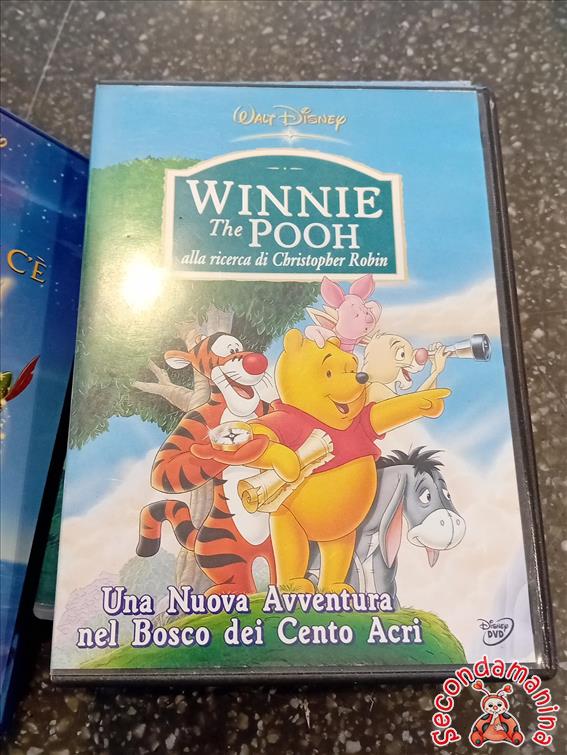 WALT DISNEY
WINNIE
The POOH
alla ricerca di Christopher Robin
C'È
Una Nuova Avventura
nel Bosco dei Cento Acri
DISNEY
DVD
Secondamanina